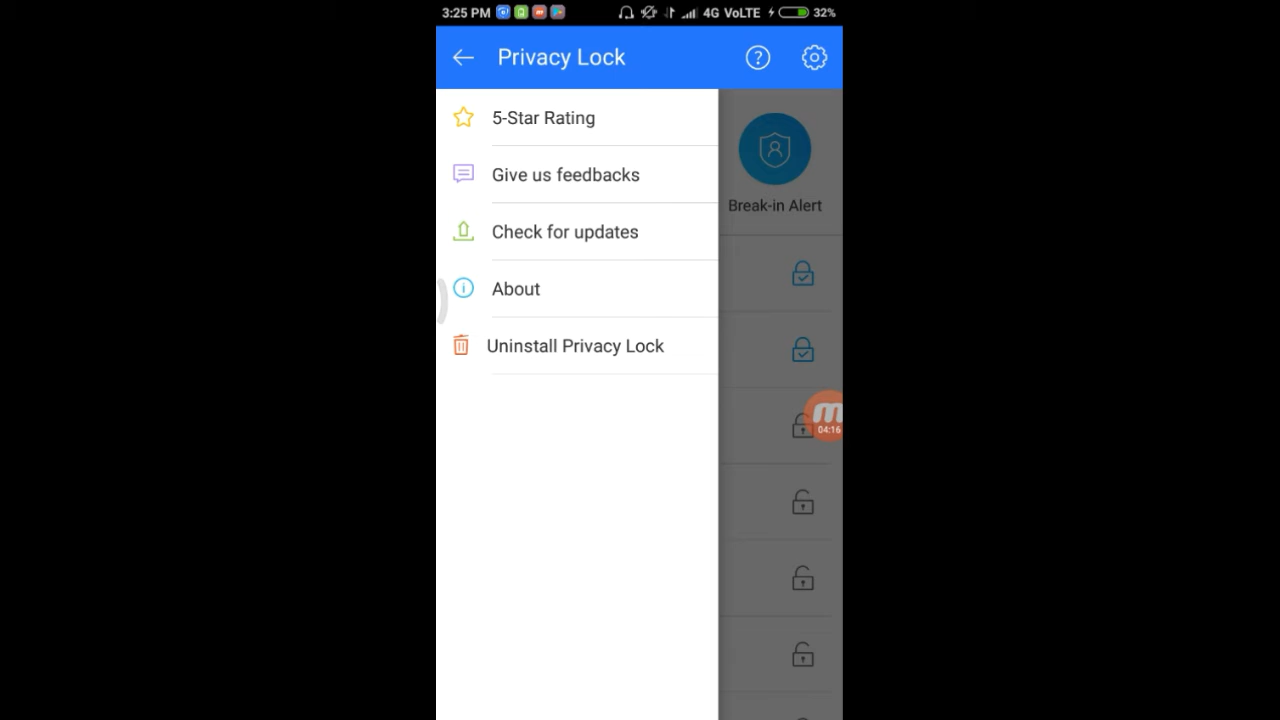 3:25 PM 4G VoLTE 32%
Privacy Lock
5-Star Rating
Give us feedbacks
Break-in Alert
Check for updates
About
Uninstall Privacy Lock
04:16